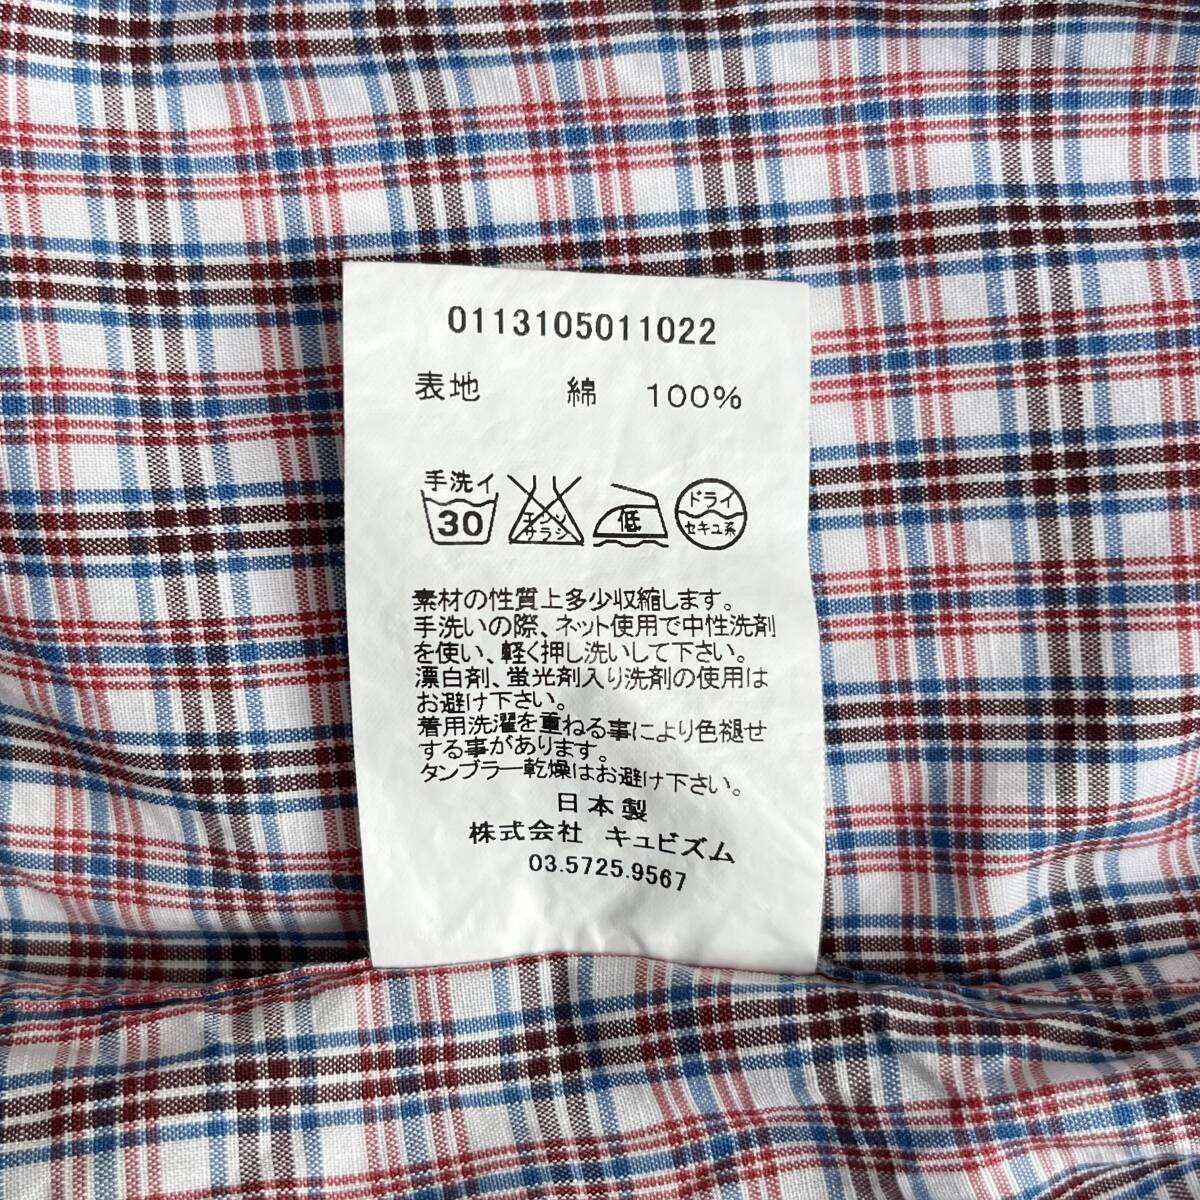 0113105011022
表地 綿 100%
手洗イ
30 エンソ 低 ドライ
サラシ セキユ系
素材の性質上多少収縮します。
手洗いの際、ネット使用で中性洗剤
を使い、軽く押し洗いして下さい。
漂白剤、蛍光剤入り洗剤の使用は
お避け下さい。
着用洗濯を重ねる事により色褪せ
する事があります。
タンブラー乾燥はお避け下さい。
日本製
株式会社 キュビズム
03.5725.9567